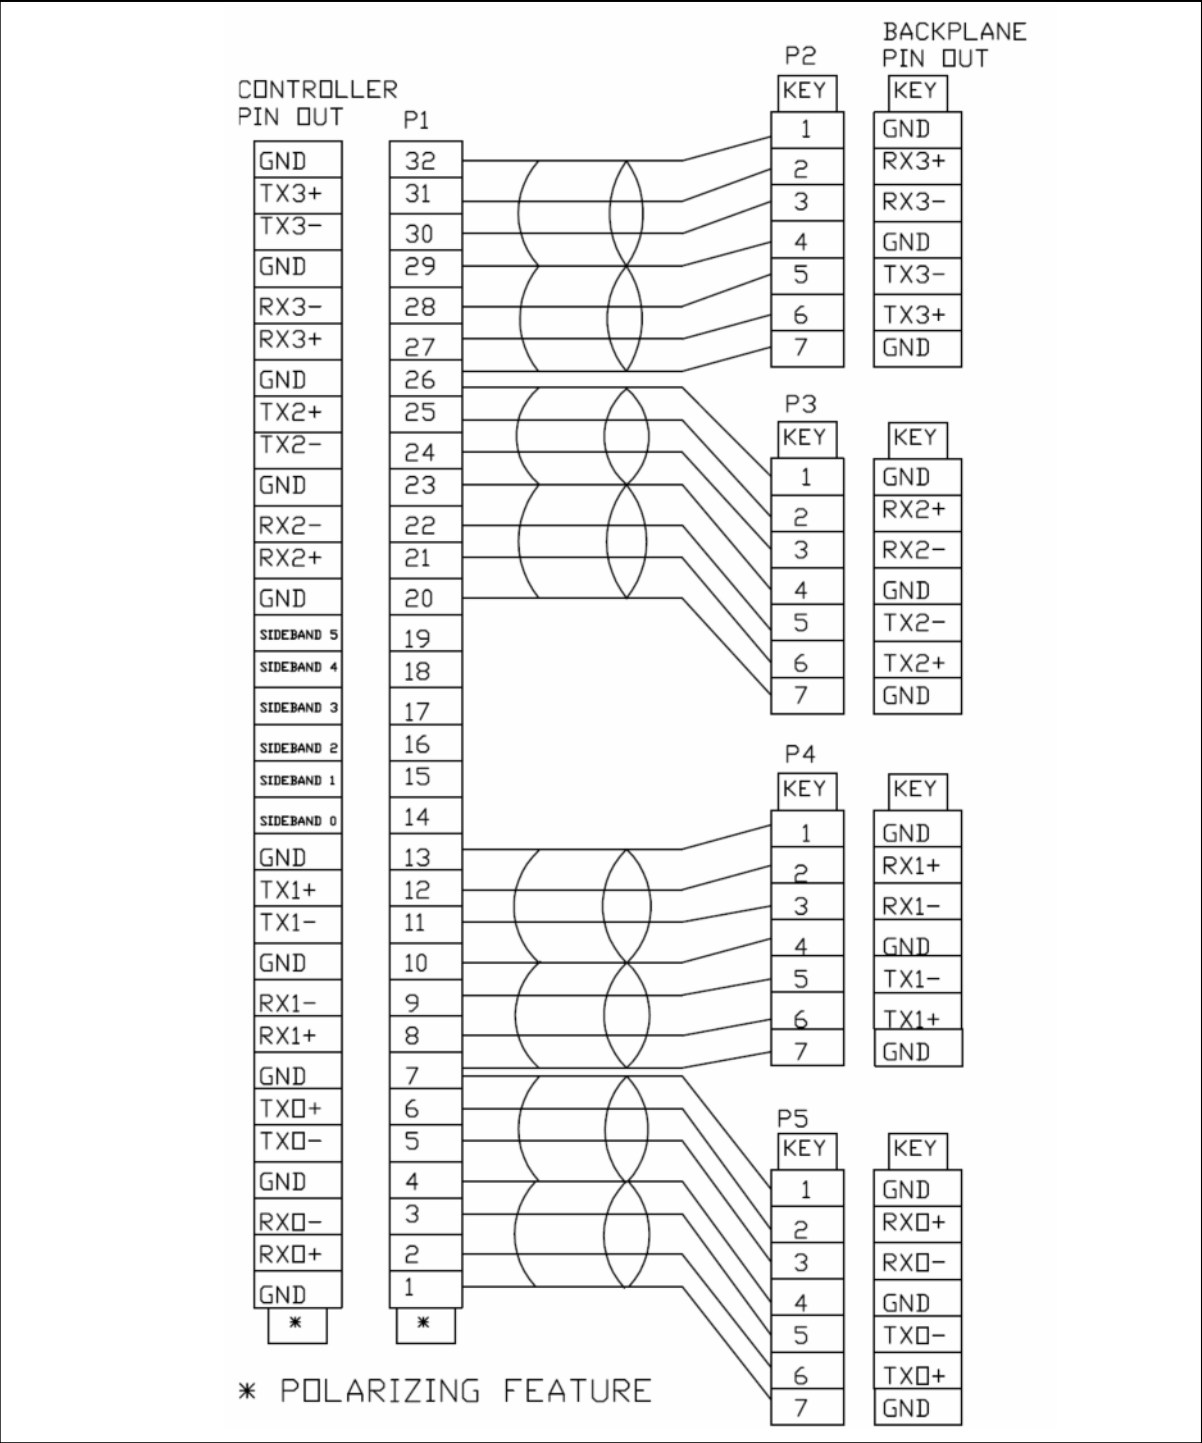 BACKPLANE
PIN OUT
P2
KEY KEY
1 GND
2 RX3+
3 RX3-
4 GND
5 TX3-
6 TX3+
7 GND
P3
KEY KEY
1 GND
2 RX2+
3 RX2-
4 GND
5 TX2-
6 TX2+
7 GND
P4
KEY KEY
1 GND
2 RX1+
3 RX1-
4 GND
5 TX1-
6 TX1+
7 GND
P5
KEY KEY
1 GND
2 RX0+
3 RX0-
4 GND
5 TX0-
6 TX0+
7 GND
CONTROLLER
PIN OUT
P1
GND 32
TX3+ 31
TX3- 30
GND 29
RX3- 28
RX3+ 27
GND 26
TX2+ 25
TX2- 24
GND 23
RX2- 22
RX2+ 21
GND 20
SIDEBAND 5 19
SIDEBAND 4 18
SIDEBAND 3 17
SIDEBAND 2 16
SIDEBAND 1 15
SIDEBAND 0 14
GND 13
TX1+ 12
TX1- 11
GND 10
RX1- 9
RX1+ 8
GND 7
TX0+ 6
TX0- 5
GND 4
RX0- 3
RX0+ 2
GND 1
* *
* POLARIZING FEATURE